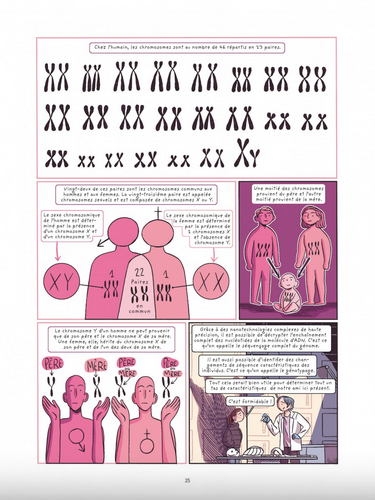 Chez l'humain, les chromosomes sont au nombre de 46 répartis en 23 paires.
Vingt-deux de ces paires sont les chromosomes communs aux
hommes et aux femmes. La vingt-troisième paire est appelée
chromosomes sexuels et est composée de chromosomes X ou Y.
Le sexe chromosomique
de l'homme est déter-
miné par la présence
d'un chromosome X et
d'un chromosome Y.
Le sexe chromosomique de
la femme est déterminé
par la présence de
2 chromosomes X
et l'absence de
chromosome Y.
XY
1
22
Paires
en
commun
1
XX
Une moitié des chromosomes
provient du père et l'autre
moitié provient de la mère.
Le chromosome Y d'un homme ne peut provenir
que de son père et le chromosome X de sa mère.
Une femme, elle, hérite du chromosome X de
son père et de l'un des deux de sa mère.
PÈRE
MÈRE
PÈRE
MÈRE
Grâce à des nanotechnologies complexes de haute
précision, il est possible de décrypter l'enchaînement
complet des nucléotides de la molécule d'ADN. C'est ce
qu'on appelle le séquençage complet du génome.
Il est aussi possible d'identifier des chan-
gements de séquence caractéristiques des
individus. C'est ce qu'on appelle le génotypage.
Tout cela serait bien utile pour déterminer tout un
tas de caractéristiques de notre ami ici présent.
C'est formidable !
25